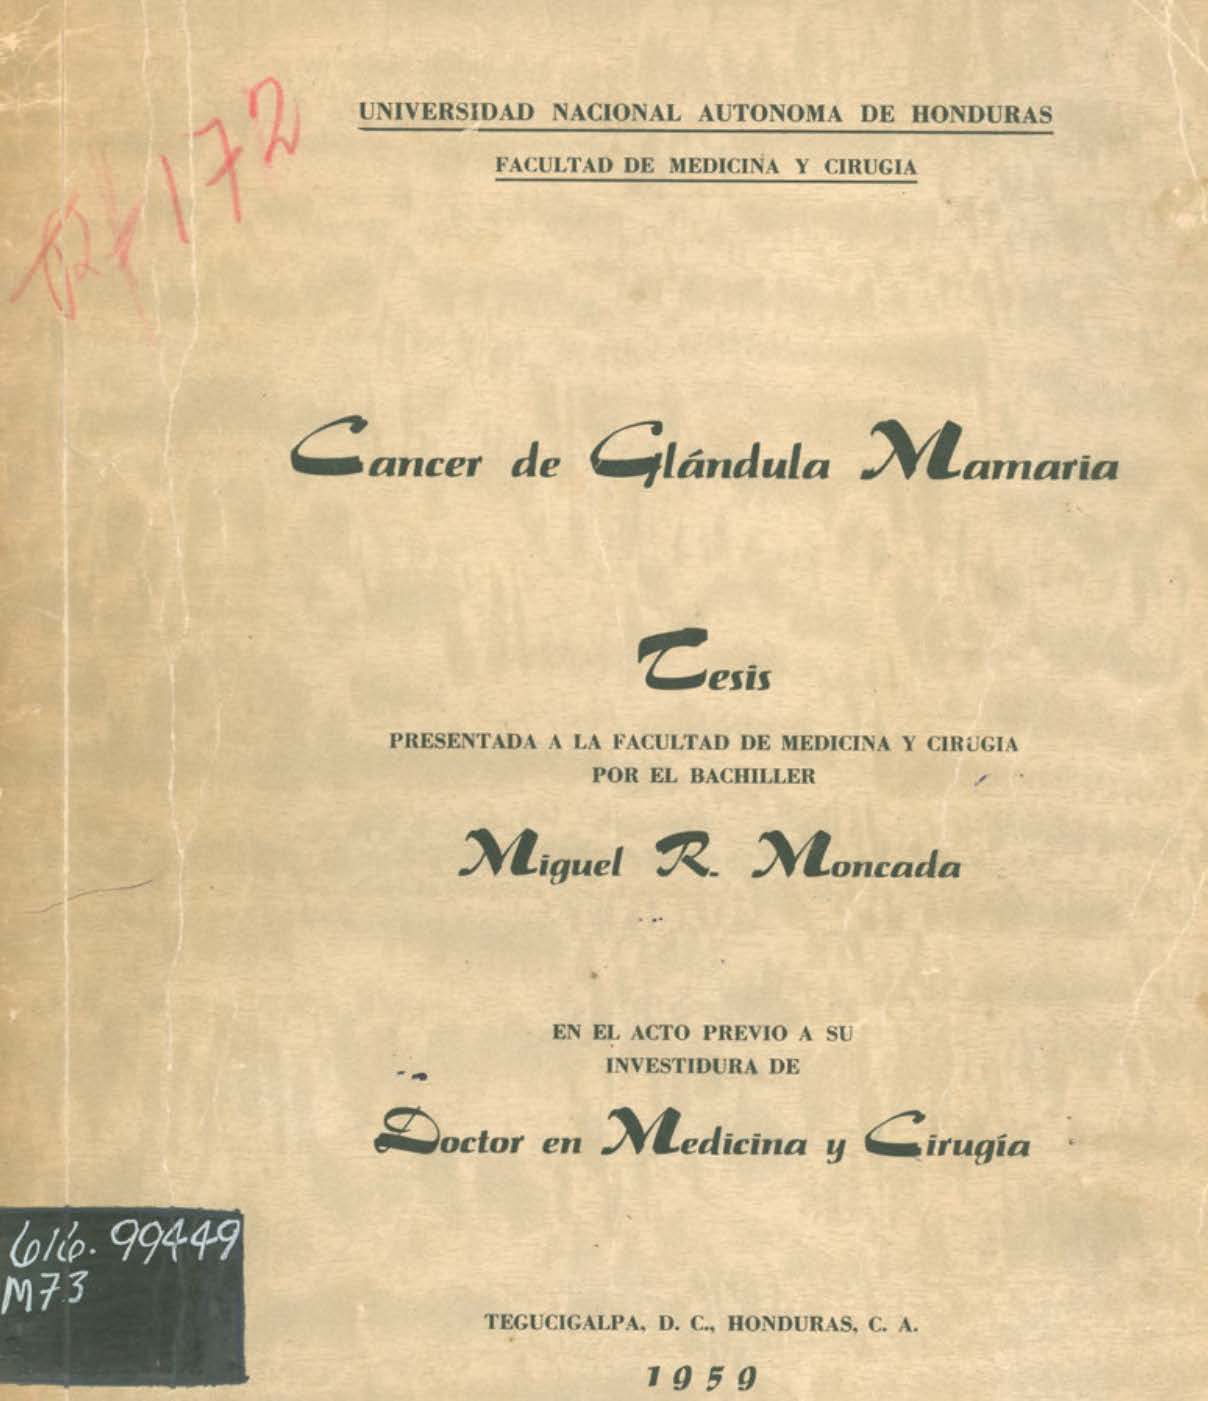 172
UNIVERSIDAD NACIONAL AUTONOMA DE HONDURAS
FACULTAD DE MEDICINA Y CIRUGIA
Cancer de Glándula Mamaria
Tesis
PRESENTADA A LA FACULTAD DE MEDICINA Y CIRUGIA
POR EL BACHILLER
Miguel R. Moncada
EN EL ACTO PREVIO A SU
INVESTIDURA DE
Doctor en Medicina y Cirugía
616.99449
M73
TEGUCIGALPA, D. C., HONDURAS, C. A.
1959